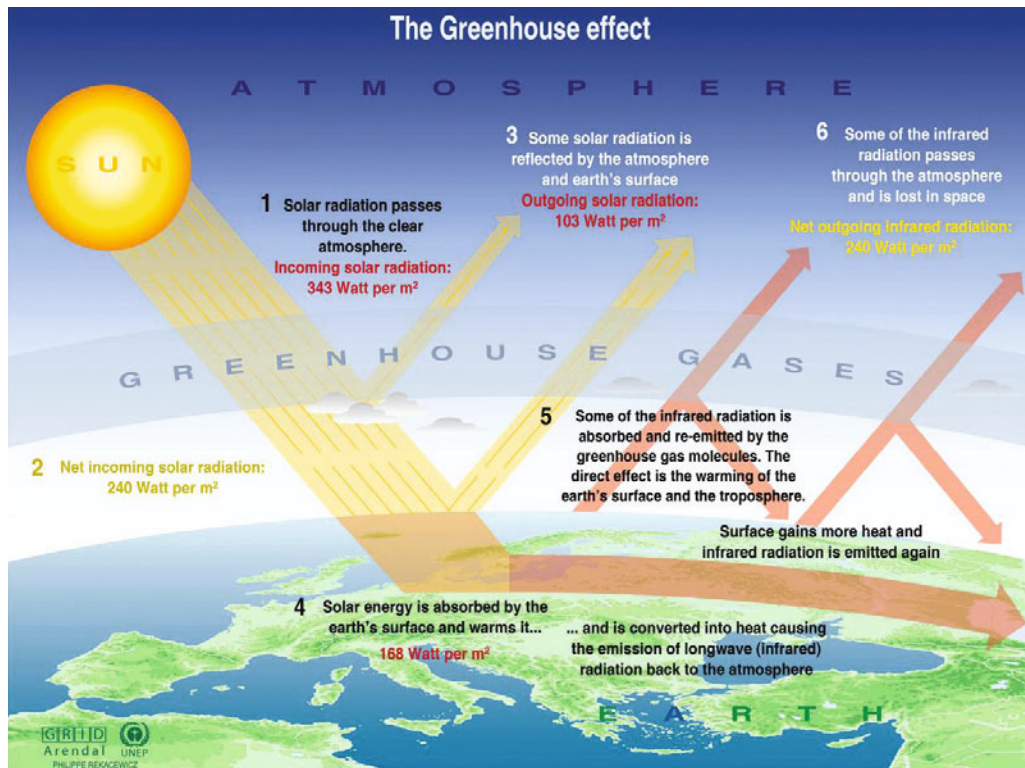 The Greenhouse effect
ATMOSPHERE
SUN
1 Solar radiation passes
through the clear
atmosphere.
Incoming solar radiation:
343 Watt per m²
2 Net incoming solar radiation:
240 Watt per m²
3 Some solar radiation is
reflected by the atmosphere
and earth's surface
Outgoing solar radiation:
103 Watt per m²
6 Some of the infrared
radiation passes
through the atmosphere
and is lost in space
Net outgoing infrared radiation:
240 Watt per m²
GREENHOUSE GASES
5 Some of the infrared radiation is
absorbed and re-emitted by the
greenhouse gas molecules. The
direct effect is the warming of the
earth's surface and the troposphere.
Surface gains more heat and
infrared radiation is emitted again
4 Solar energy is absorbed by the
earth's surface and warms it...
168 Watt per m²
... and is converted into heat causing
the emission of longwave (infrared)
radiation back to the atmosphere
EARTH
GRID
Arendal UNEP
PHILIPPE REKACEWICZ